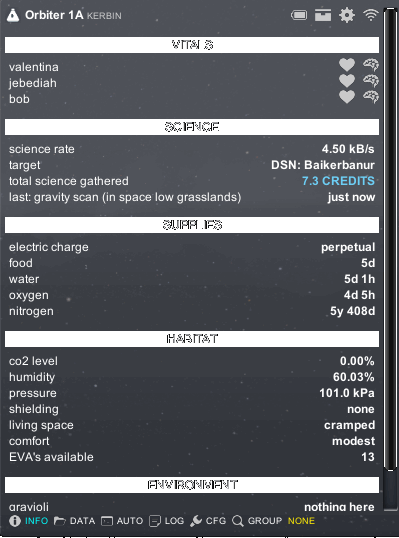 Orbiter 1A KERBIN
VITALS
valentina
jebediah
bob
SCIENCE
science rate 4.50 kB/s
target DSN: Baikerbanur
total science gathered 7.3 CREDITS
last: gravity scan (in space low grasslands) just now
SUPPLIES
electric charge perpetual
food 5d
water 5d 1h
oxygen 4d 5h
nitrogen 5y 408d
HABITAT
co2 level 0.00%
humidity 60.03%
pressure 101.0 kPa
shielding none
living space cramped
comfort modest
EVA's available 13
ENVIRONMENT
gravioli nothing here
INFO DATA AUTO LOG CFG GROUP NONE